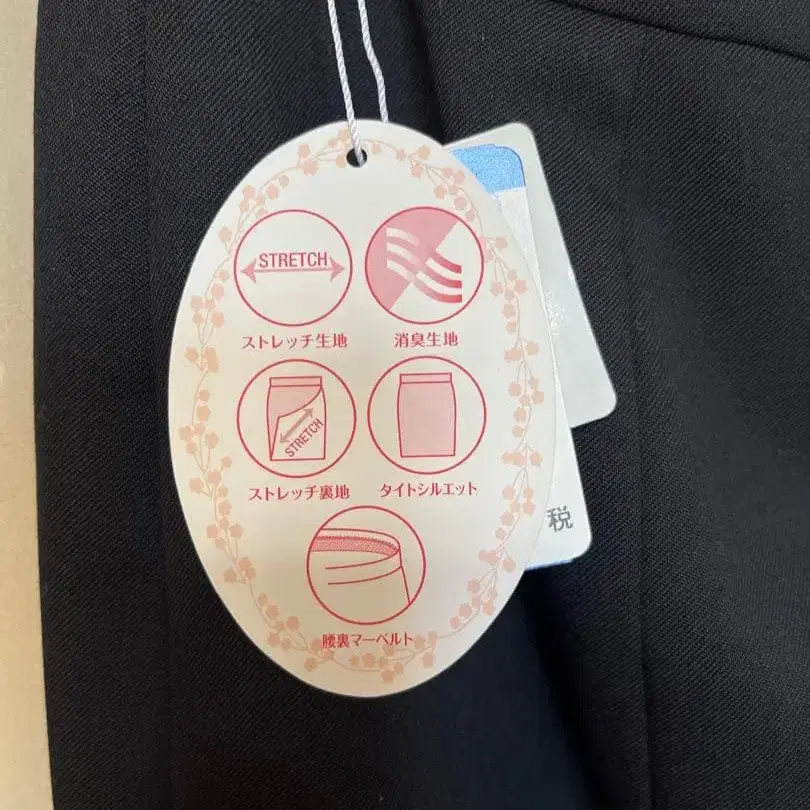 STRETCH
ストレッチ生地
消臭生地
STRETCH
ストレッチ裏地
タイトシルエット
腰裏マーベルト
税